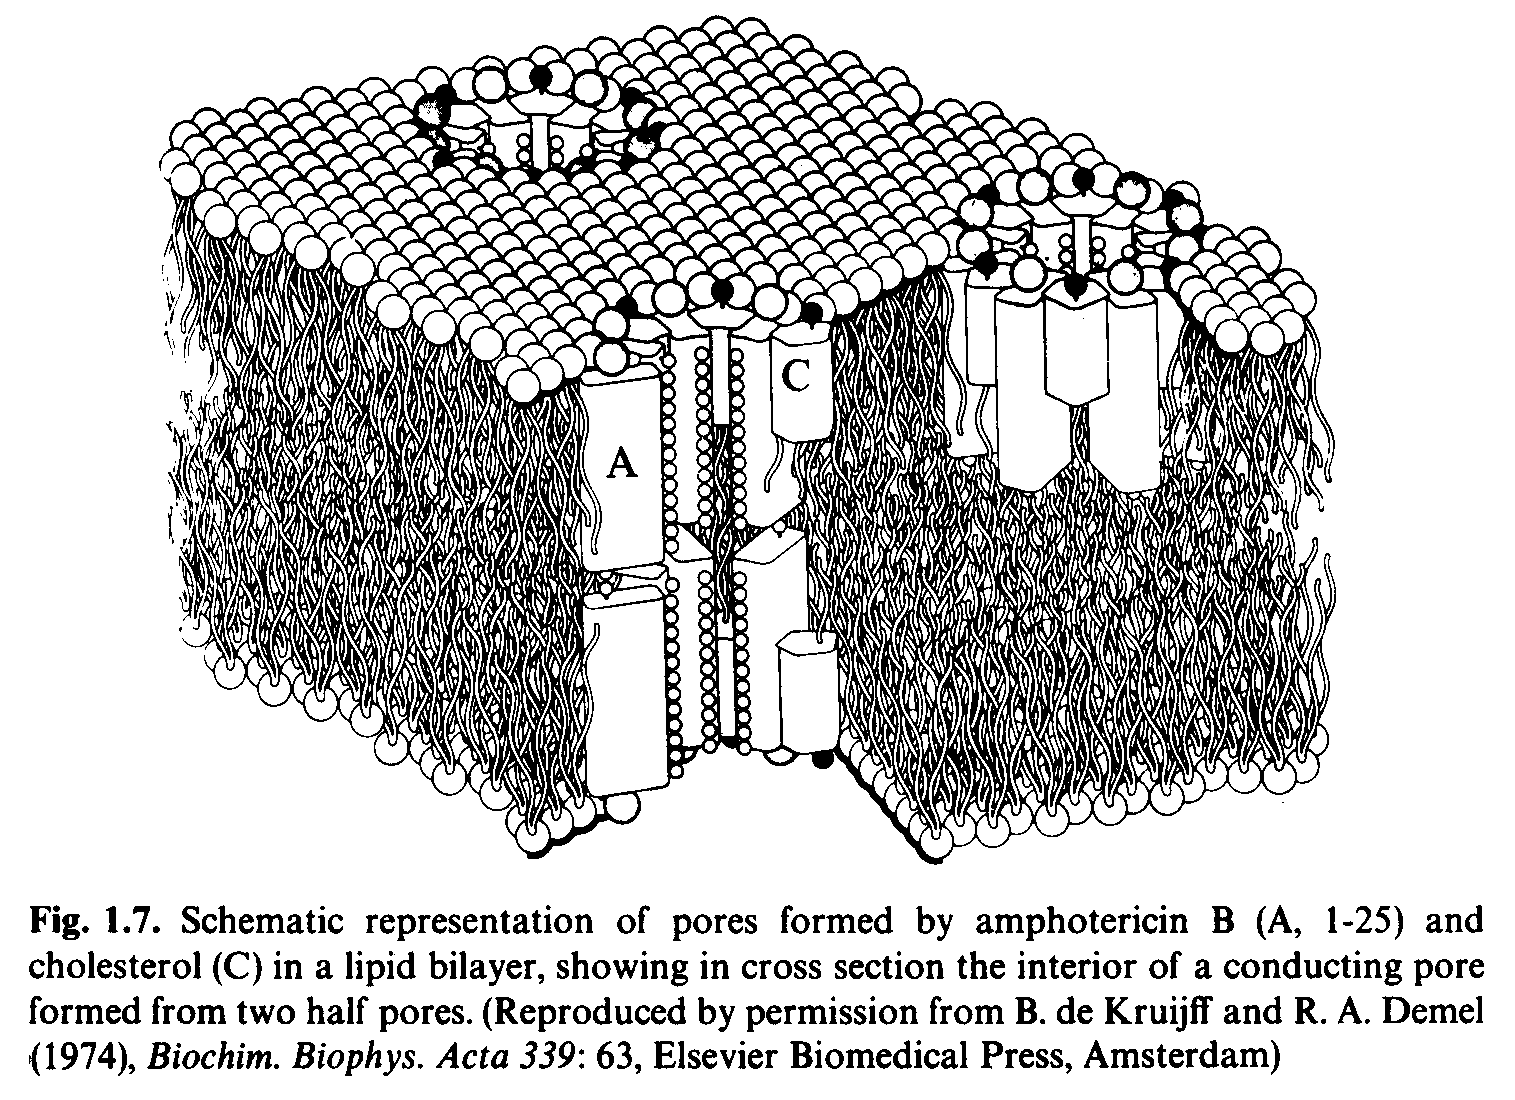 C
A
Fig. 1.7. Schematic representation of pores formed by amphotericin B (A, 1-25) and
cholesterol (C) in a lipid bilayer, showing in cross section the interior of a conducting pore
formed from two half pores. (Reproduced by permission from B. de Kruijff and R. A. Demel
(1974), Biochim. Biophys. Acta 339: 63, Elsevier Biomedical Press, Amsterdam)